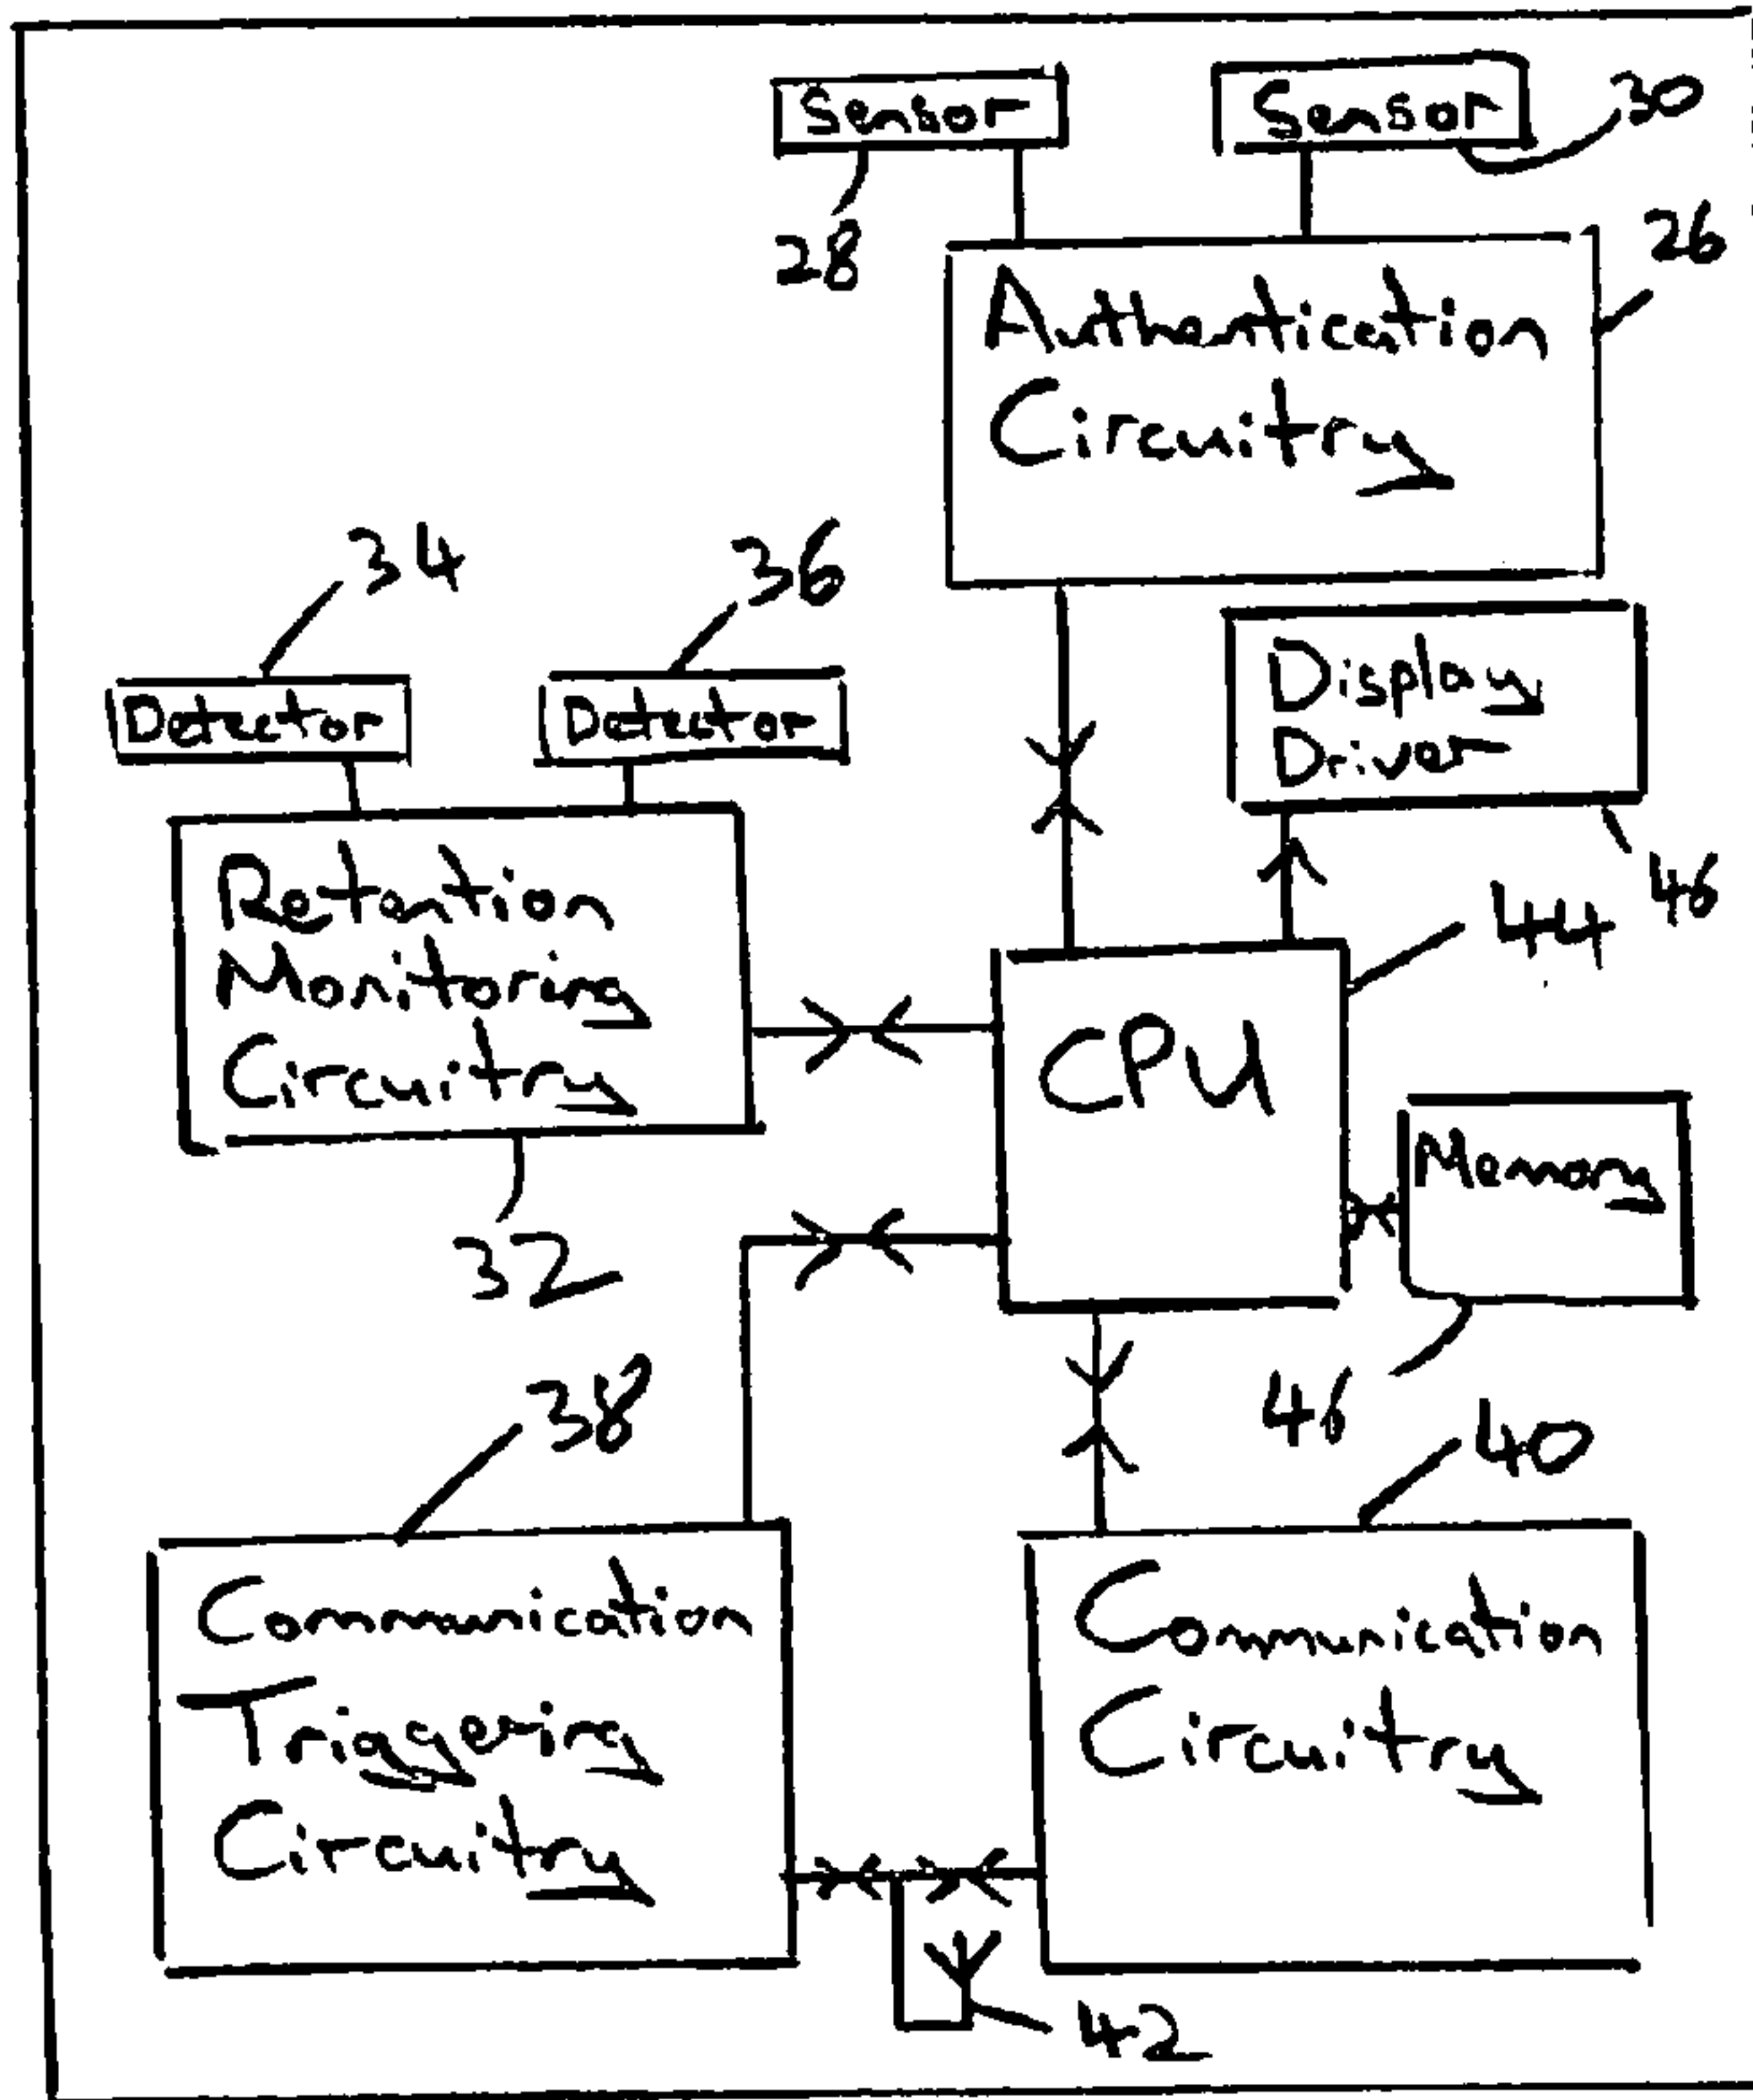 Sensor
Sensor
30
28
26
Authentication
Circuitry
34
36
Detector
Detector
Display
Driver
46
44
Retention
Monitoring
Circuitry
CPU
Memory
32
46
38
40
Communication
Triggering
Circuitry
Communication
Circuitry
42